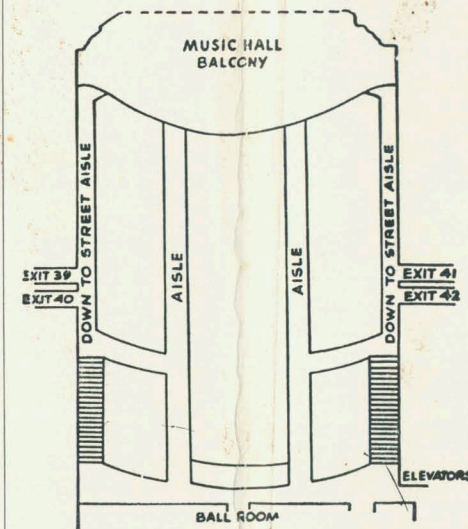 MUSIC HALL
BALCONY
DOWN TO STREET AISLE
AISLE
AISLE
DOWN TO STREET AISLE
EXIT 39
EXIT 40
EXIT 41
EXIT 42
ELEVATORS
BALL ROOM